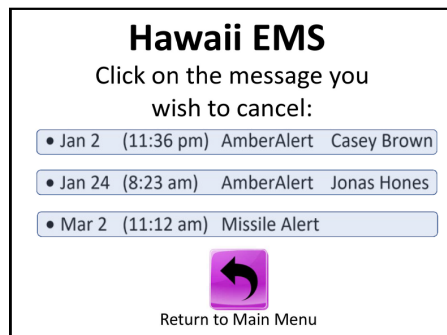 Hawaii EMS
Click on the message you
wish to cancel:
• Jan 2 (11:36 pm) AmberAlert Casey Brown
• Jan 24 (8:23 am) AmberAlert Jonas Hones
• Mar 2 (11:12 am) Missile Alert
Return to Main Menu